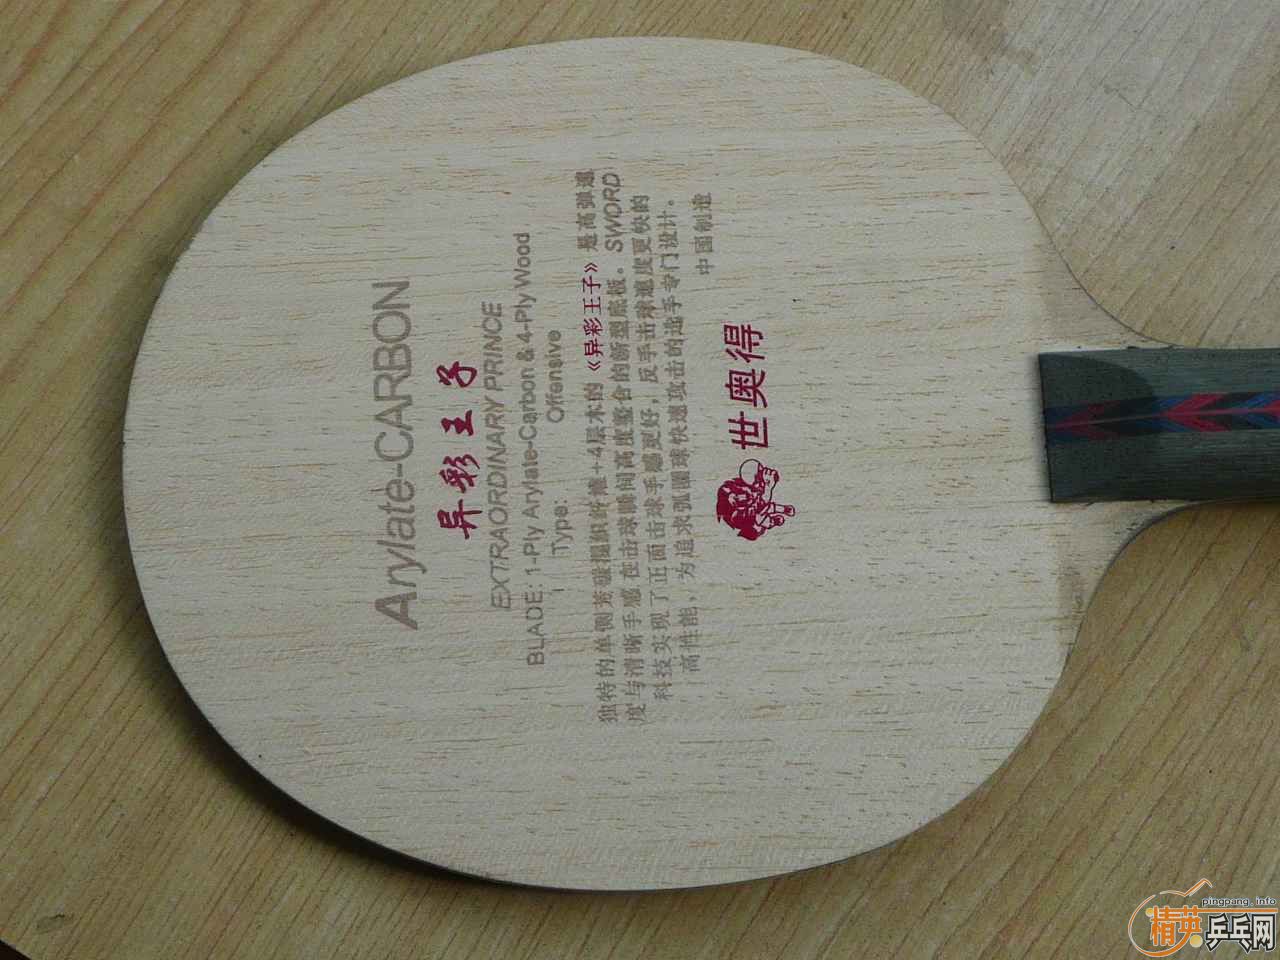 Arylate-CARBON
异彩王子
EXTRAORDINARY PRINCE
BLADE: 1-Ply Arylate-Carbon & 4-Ply Wood
Type: Offensive
独特的单侧芳碳混织纤维+4层木的《异彩王子》是高弹速
度与清晰手感在击球瞬间高度整合的新型底板。SWORD
科技实现了正面击球手感更好，反手击球速度更快的
高性能，为追求弧圈球快速攻击的选手专门设计。
中国制造
世奥得
pingpang.info
精英乒乓网